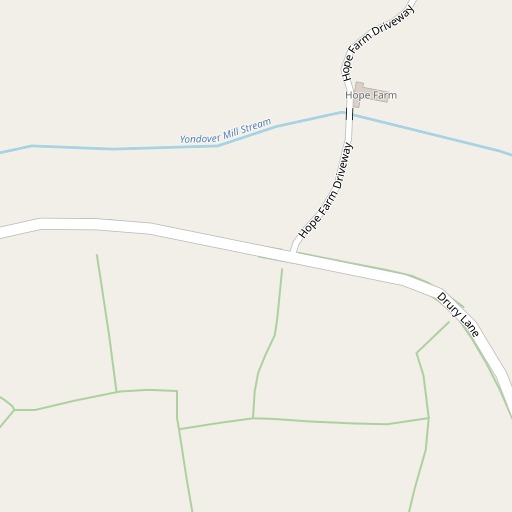 Hope Farm Driveway
Hope Farm
Yondover Mill Stream
Hope Farm Driveway
Drury Lane